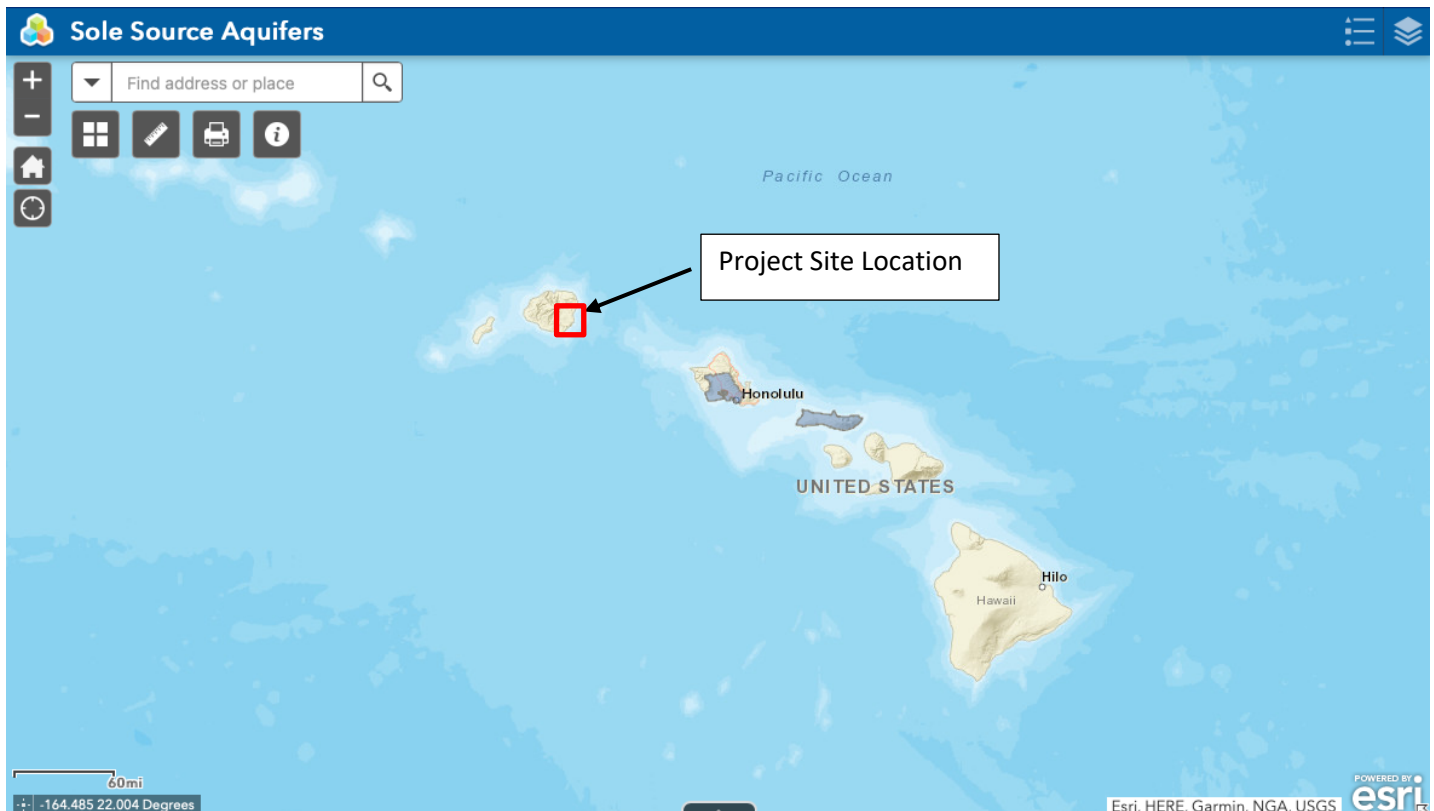 Sole Source Aquifers
+
Find address or place
−
Pacific Ocean
Project Site Location
Honolulu
UNITED STATES
Hilo
Hawaii
60mi
-164.485 22.004 Degrees
POWERED BY
esri
Esri, HERE, Garmin, NGA, USGS